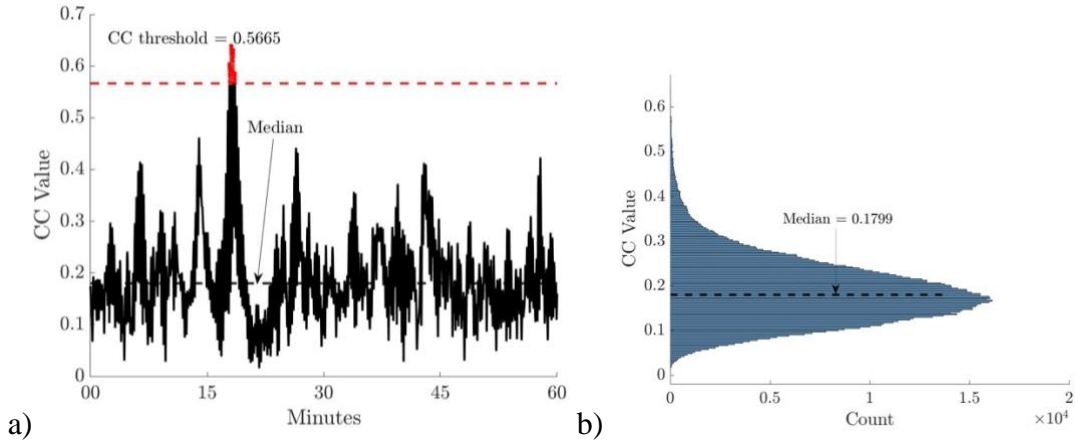 0.7
CC threshold = 0.5665
0.6
0.5
Median
0.4
0.3
0.2
0.1
0
CC Value
00
15
30
45
60
Minutes
a)
0.6
0.5
0.4
Median = 0.1799
0.3
0.2
0.1
0
CC Value
0
0.5
1
1.5
2
×10⁴
Count
b)